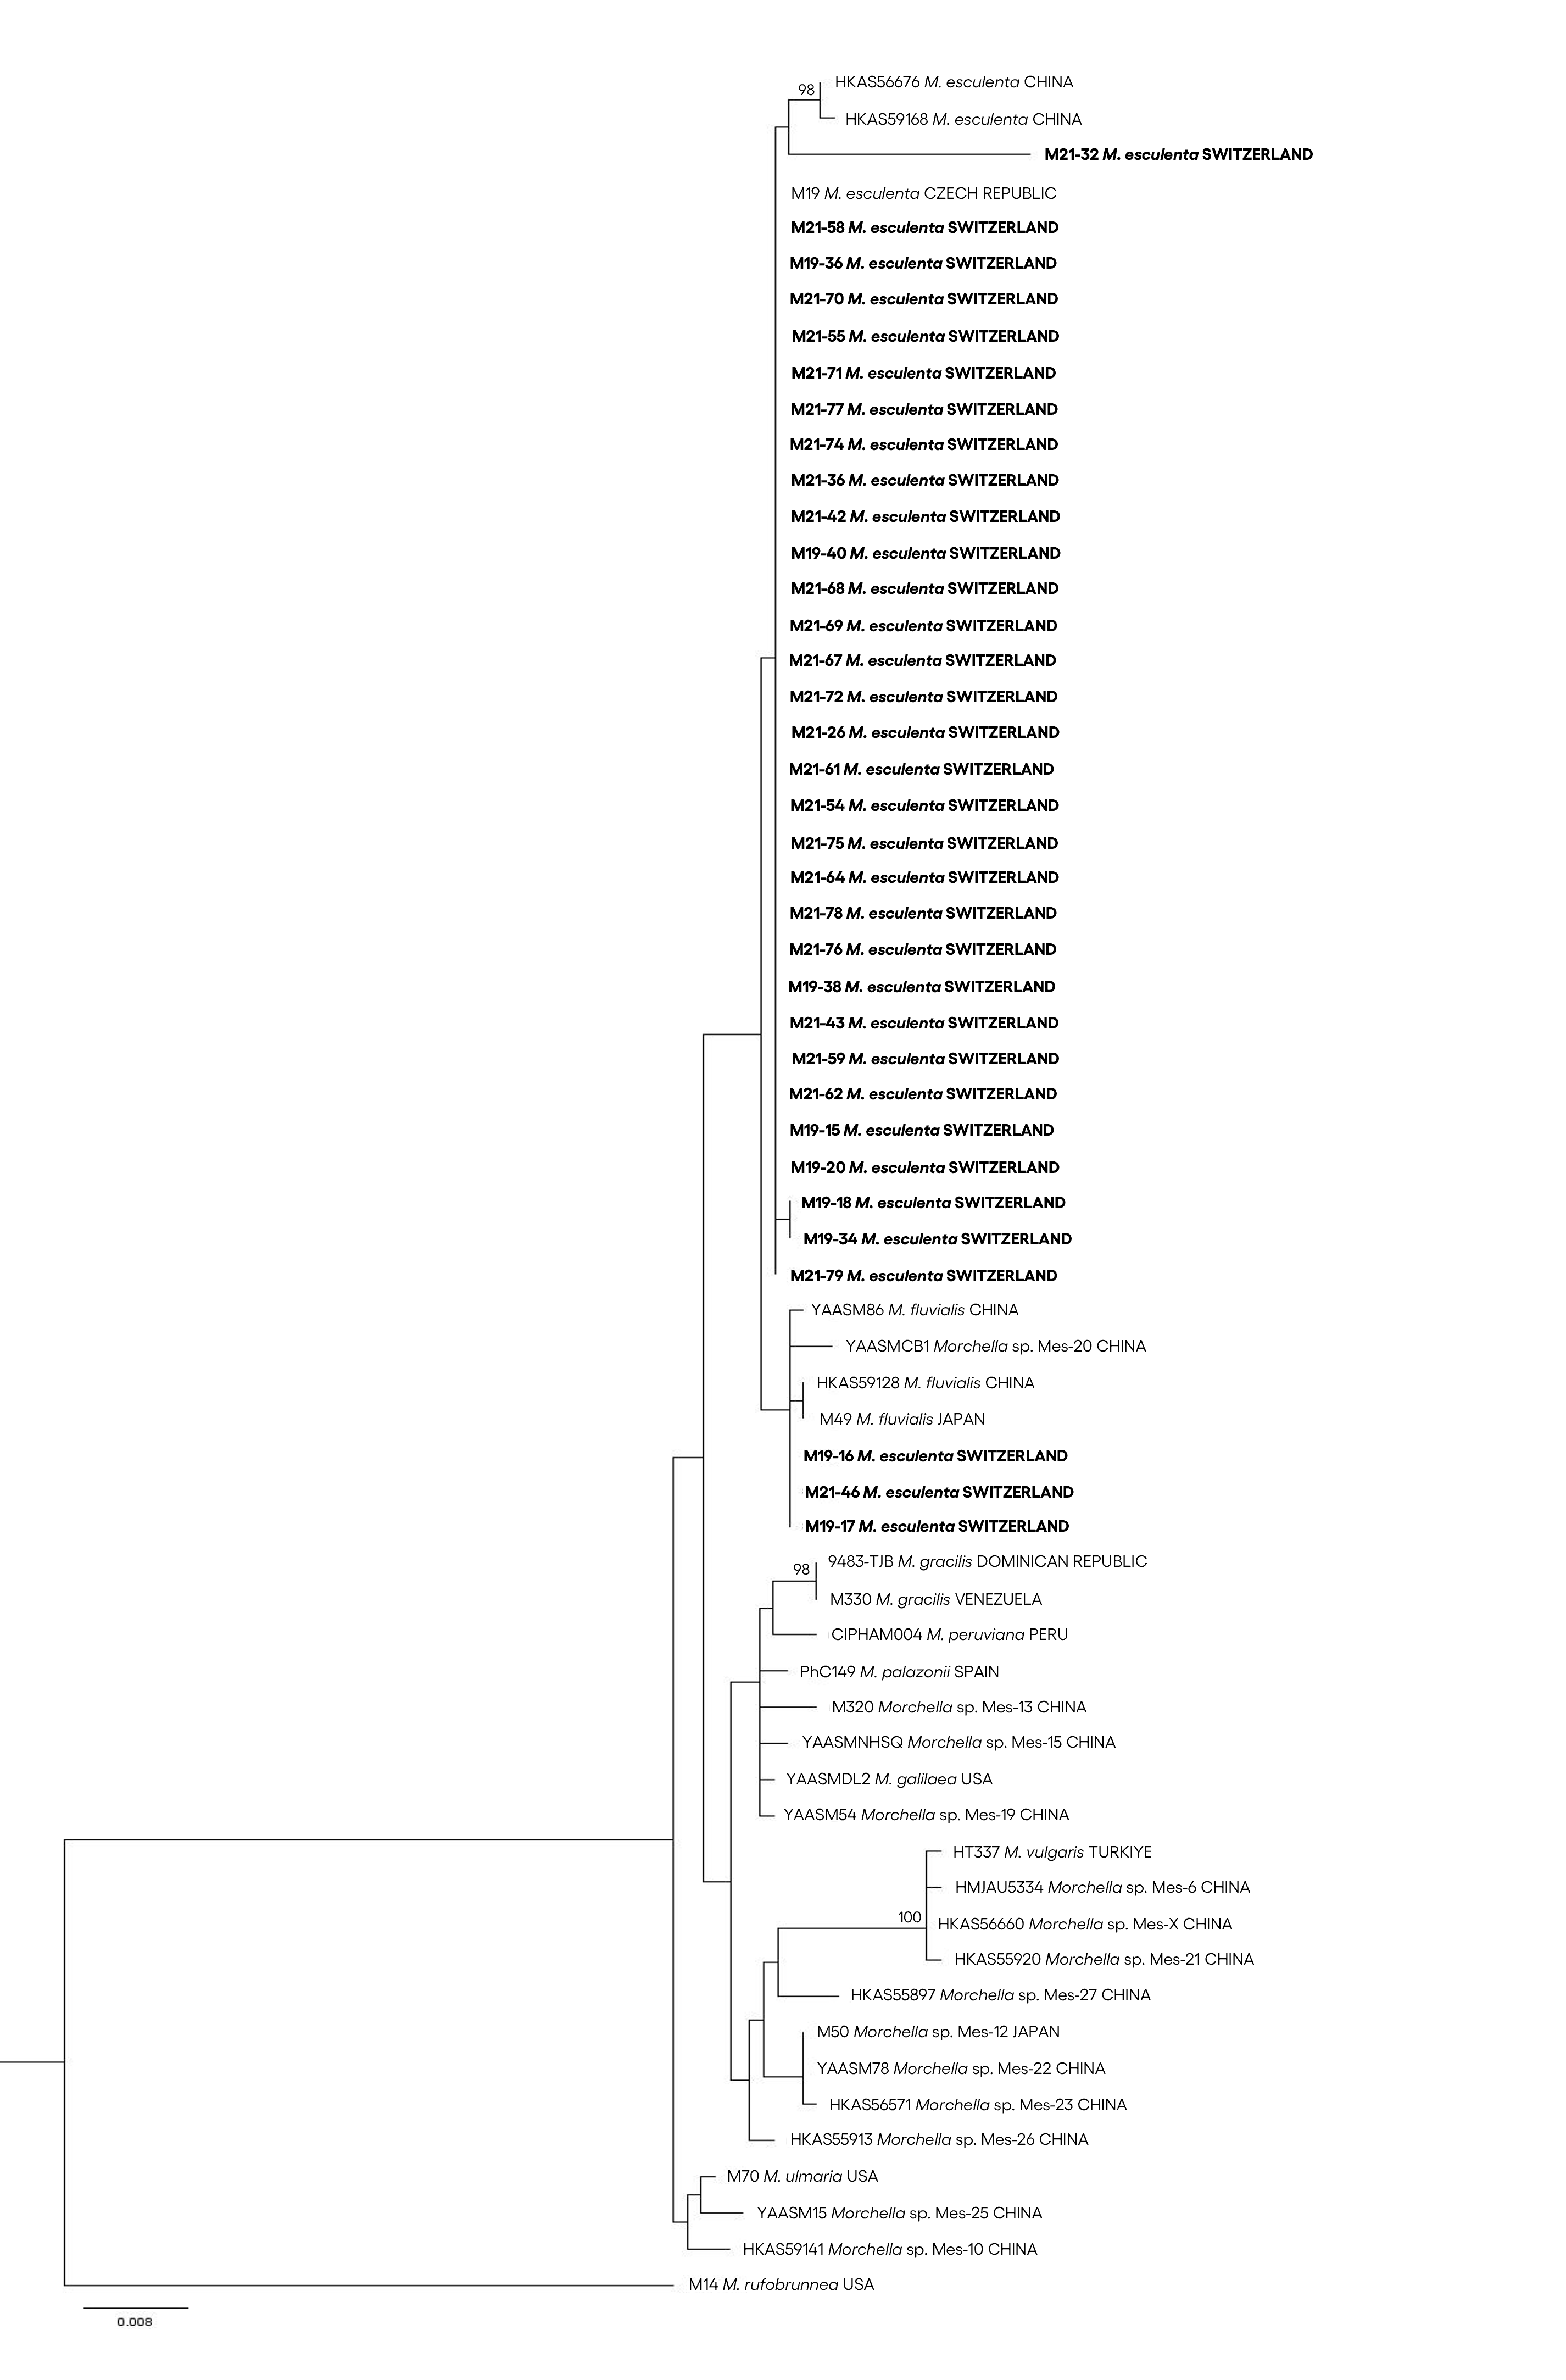 98
HKAS56676 M. esculenta CHINA
HKAS59168 M. esculenta CHINA
M21-32 M. esculenta SWITZERLAND
M19 M. esculenta CZECH REPUBLIC
M21-58 M. esculenta SWITZERLAND
M19-36 M. esculenta SWITZERLAND
M21-70 M. esculenta SWITZERLAND
M21-55 M. esculenta SWITZERLAND
M21-71 M. esculenta SWITZERLAND
M21-77 M. esculenta SWITZERLAND
M21-74 M. esculenta SWITZERLAND
M21-36 M. esculenta SWITZERLAND
M21-42 M. esculenta SWITZERLAND
M19-40 M. esculenta SWITZERLAND
M21-68 M. esculenta SWITZERLAND
M21-69 M. esculenta SWITZERLAND
M21-67 M. esculenta SWITZERLAND
M21-72 M. esculenta SWITZERLAND
M21-26 M. esculenta SWITZERLAND
M21-61 M. esculenta SWITZERLAND
M21-54 M. esculenta SWITZERLAND
M21-75 M. esculenta SWITZERLAND
M21-64 M. esculenta SWITZERLAND
M21-78 M. esculenta SWITZERLAND
M21-76 M. esculenta SWITZERLAND
M19-38 M. esculenta SWITZERLAND
M21-43 M. esculenta SWITZERLAND
M21-59 M. esculenta SWITZERLAND
M21-62 M. esculenta SWITZERLAND
M19-15 M. esculenta SWITZERLAND
M19-20 M. esculenta SWITZERLAND
M19-18 M. esculenta SWITZERLAND
M19-34 M. esculenta SWITZERLAND
M21-79 M. esculenta SWITZERLAND
YAASM86 M. fluvialis CHINA
YAASMCB1 Morchella sp. Mes-20 CHINA
HKAS59128 M. fluvialis CHINA
M49 M. fluvialis JAPAN
M19-16 M. esculenta SWITZERLAND
M21-46 M. esculenta SWITZERLAND
M19-17 M. esculenta SWITZERLAND
98
9483-TJB M. gracilis DOMINICAN REPUBLIC
M330 M. gracilis VENEZUELA
CIPHAM004 M. peruviana PERU
PhC149 M. palazonii SPAIN
M320 Morchella sp. Mes-13 CHINA
YAASMNHSQ Morchella sp. Mes-15 CHINA
YAASMDL2 M. galilaea USA
YAASM54 Morchella sp. Mes-19 CHINA
HT337 M. vulgaris TURKIYE
HMJAU5334 Morchella sp. Mes-6 CHINA
100
HKAS56660 Morchella sp. Mes-X CHINA
HKAS55920 Morchella sp. Mes-21 CHINA
HKAS55897 Morchella sp. Mes-27 CHINA
M50 Morchella sp. Mes-12 JAPAN
YAASM78 Morchella sp. Mes-22 CHINA
HKAS56571 Morchella sp. Mes-23 CHINA
HKAS55913 Morchella sp. Mes-26 CHINA
M70 M. ulmaria USA
YAASM15 Morchella sp. Mes-25 CHINA
HKAS59141 Morchella sp. Mes-10 CHINA
M14 M. rufobrunnea USA
0.008